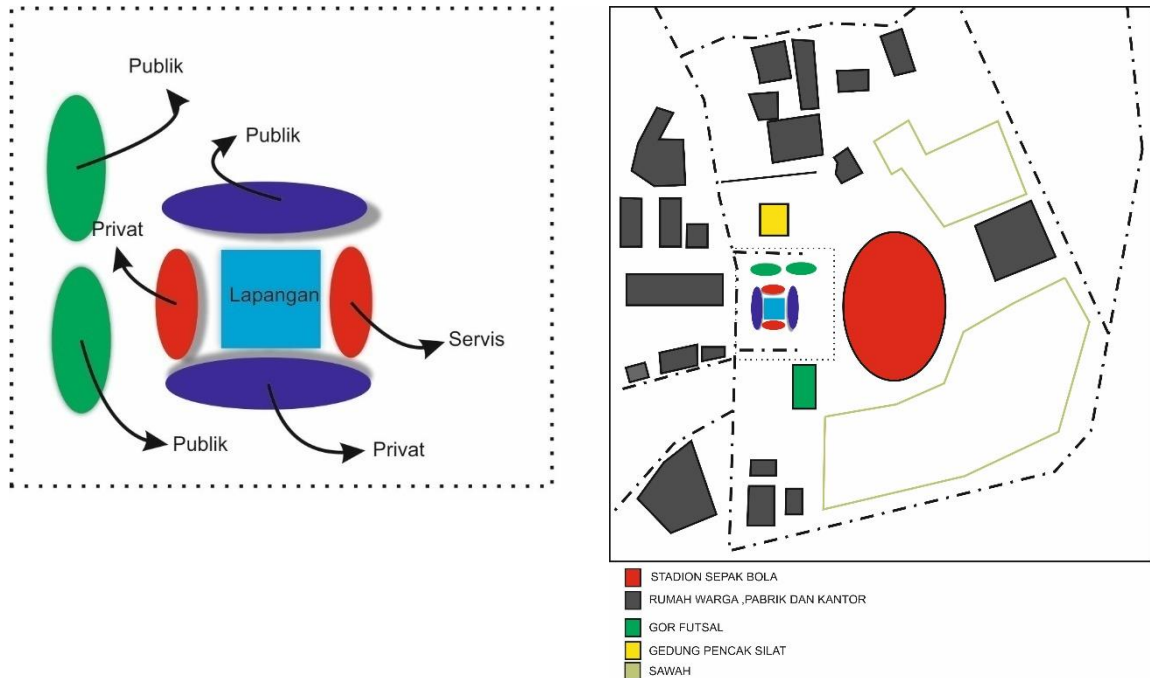 Publik
Publik
Privat
Lapangan
Servis
Publik
Privat
STADION SEPAK BOLA
RUMAH WARGA ,PABRIK DAN KANTOR
GOR FUTSAL
GEDUNG PENCAK SILAT
SAWAH